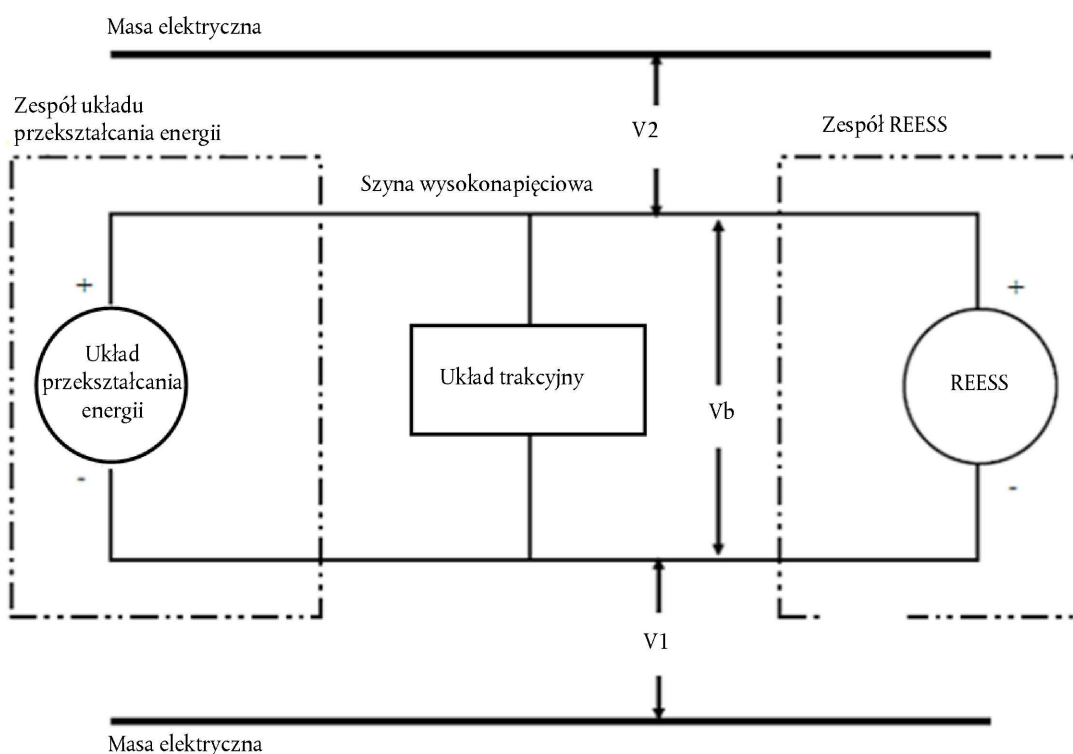 Masa elektryczna
Zespół układu
przekształcania energii
V2
Zespół REESS
Szyna wysokonapięciowa
+
+
Układ
przekształcania
energii
Układ trakcyjny
REESS
Vb
-
-
V1
Masa elektryczna